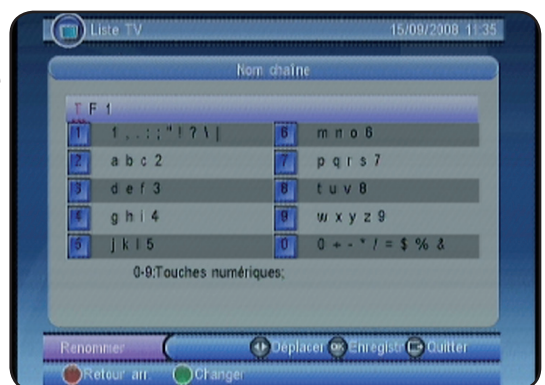 Liste TV 15/09/2008 11:35
Nom chaîne
T F 1
1 1 , . : ; " ! ? \ | 6 m n o 6
2 a b c 2 7 p q r s 7
3 d e f 3 8 t u v 8
4 g h i 4 9 w x y z 9
5 j k l 5 0 0 + - * / = $ % &
0-9:Touches numériques;
Renommer Déplacer OK Enregistr Quitter
Retour arr. Changer